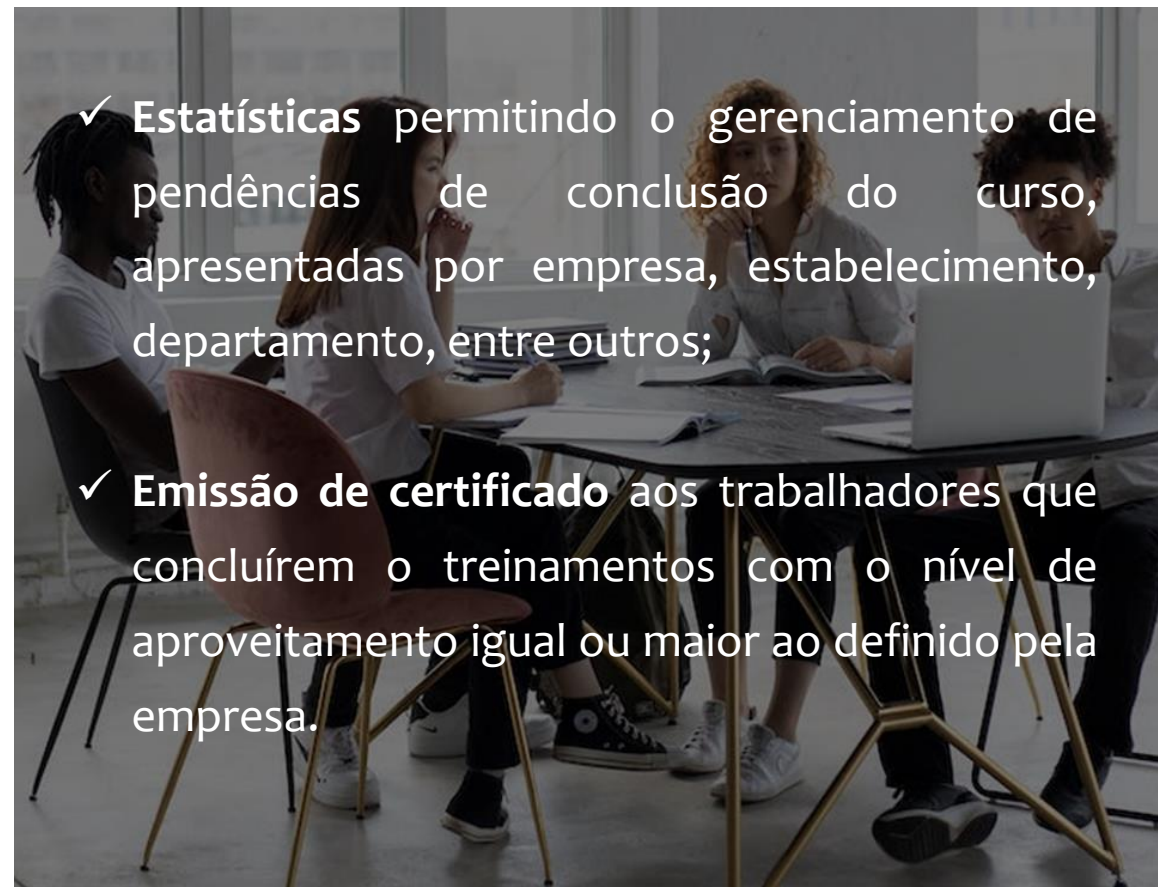 ✓ Estatísticas permitindo o gerenciamento de
pendências de conclusão do curso,
apresentadas por empresa, estabelecimento,
departamento, entre outros;
✓ Emissão de certificado aos trabalhadores que
concluírem o treinamentos com o nível de
aproveitamento igual ou maior ao definido pela
empresa.